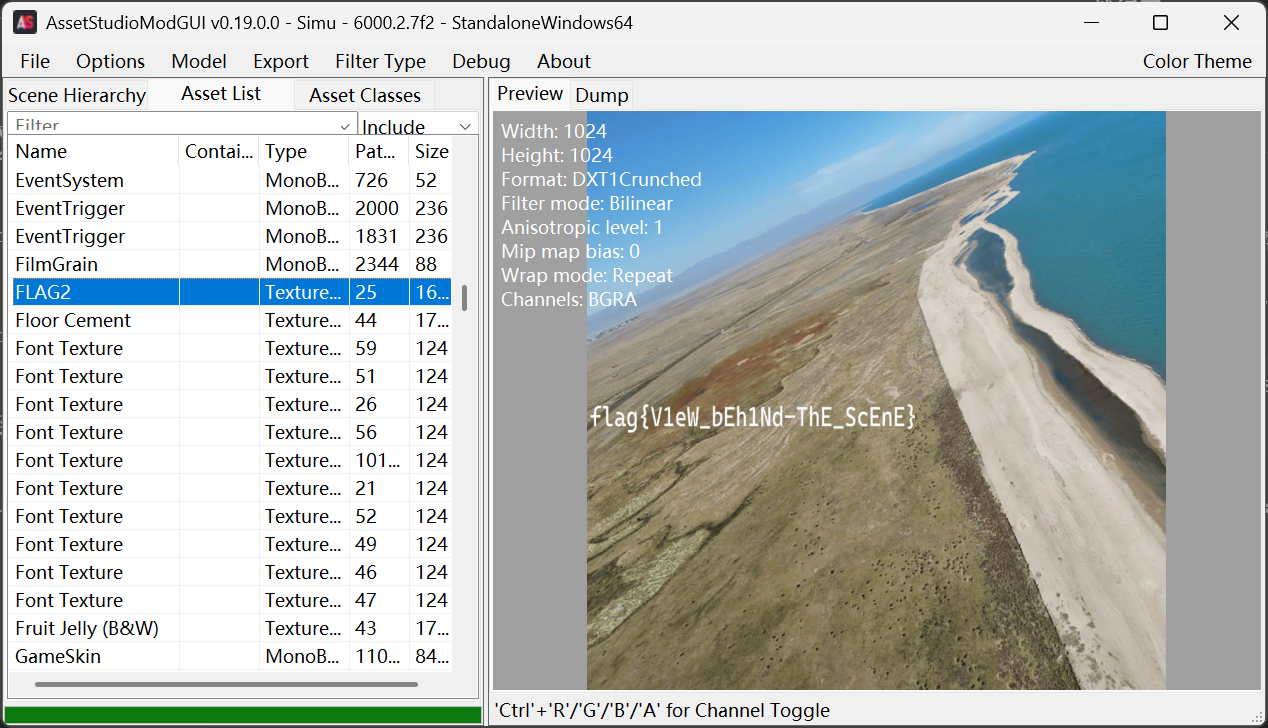 AS AssetStudioModGUI v0.19.0.0 - Simu - 6000.2.7f2 - StandaloneWindows64
File Options Model Export Filter Type Debug About Color Theme
Scene Hierarchy Asset List Asset Classes
Filter Include
Name Contai... Type Pat... Size
EventSystem MonoB... 726 52
EventTrigger MonoB... 2000 236
EventTrigger MonoB... 1831 236
FilmGrain MonoB... 2344 88
FLAG2 Texture... 25 16...
Floor Cement Texture... 44 17...
Font Texture Texture... 59 124
Font Texture Texture... 51 124
Font Texture Texture... 26 124
Font Texture Texture... 56 124
Font Texture Texture... 101... 124
Font Texture Texture... 21 124
Font Texture Texture... 52 124
Font Texture Texture... 49 124
Font Texture Texture... 46 124
Font Texture Texture... 47 124
Fruit Jelly (B&W) Texture... 43 17...
GameSkin MonoB... 110... 84...
Preview Dump
Width: 1024
Height: 1024
Format: DXT1Crunched
Filter mode: Bilinear
Anisotropic level: 1
Mip map bias: 0
Wrap mode: Repeat
Channels: BGRA
flag{V1eW_bEh1Nd-ThE_ScEnE}
'Ctrl'+'R'/'G'/'B'/'A' for Channel Toggle